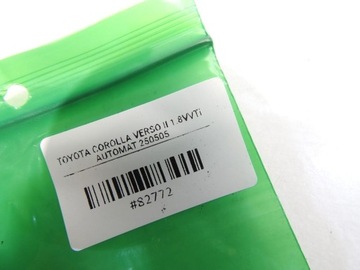 TOYOTA COROLLA VERSO II 1.8VVTi
AUTOMAT 250505
#82772